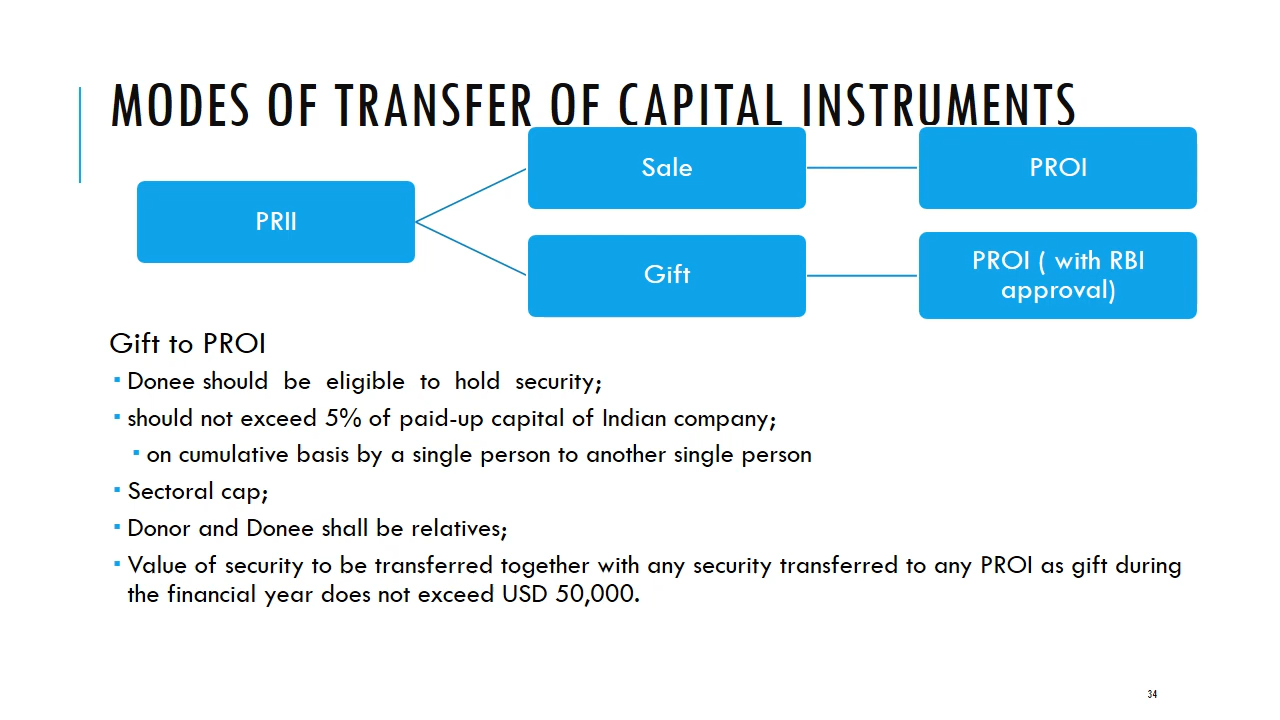 MODES OF TRANSFER OF CAPITAL INSTRUMENTS
PRII
Sale
PROI
Gift
PROI ( with RBI
approval)
Gift to PROI
Donee should be eligible to hold security;
should not exceed 5% of paid-up capital of Indian company;
on cumulative basis by a single person to another single person
Sectoral cap;
Donor and Donee shall be relatives;
Value of security to be transferred together with any security transferred to any PROI as gift during
the financial year does not exceed USD 50,000.
34